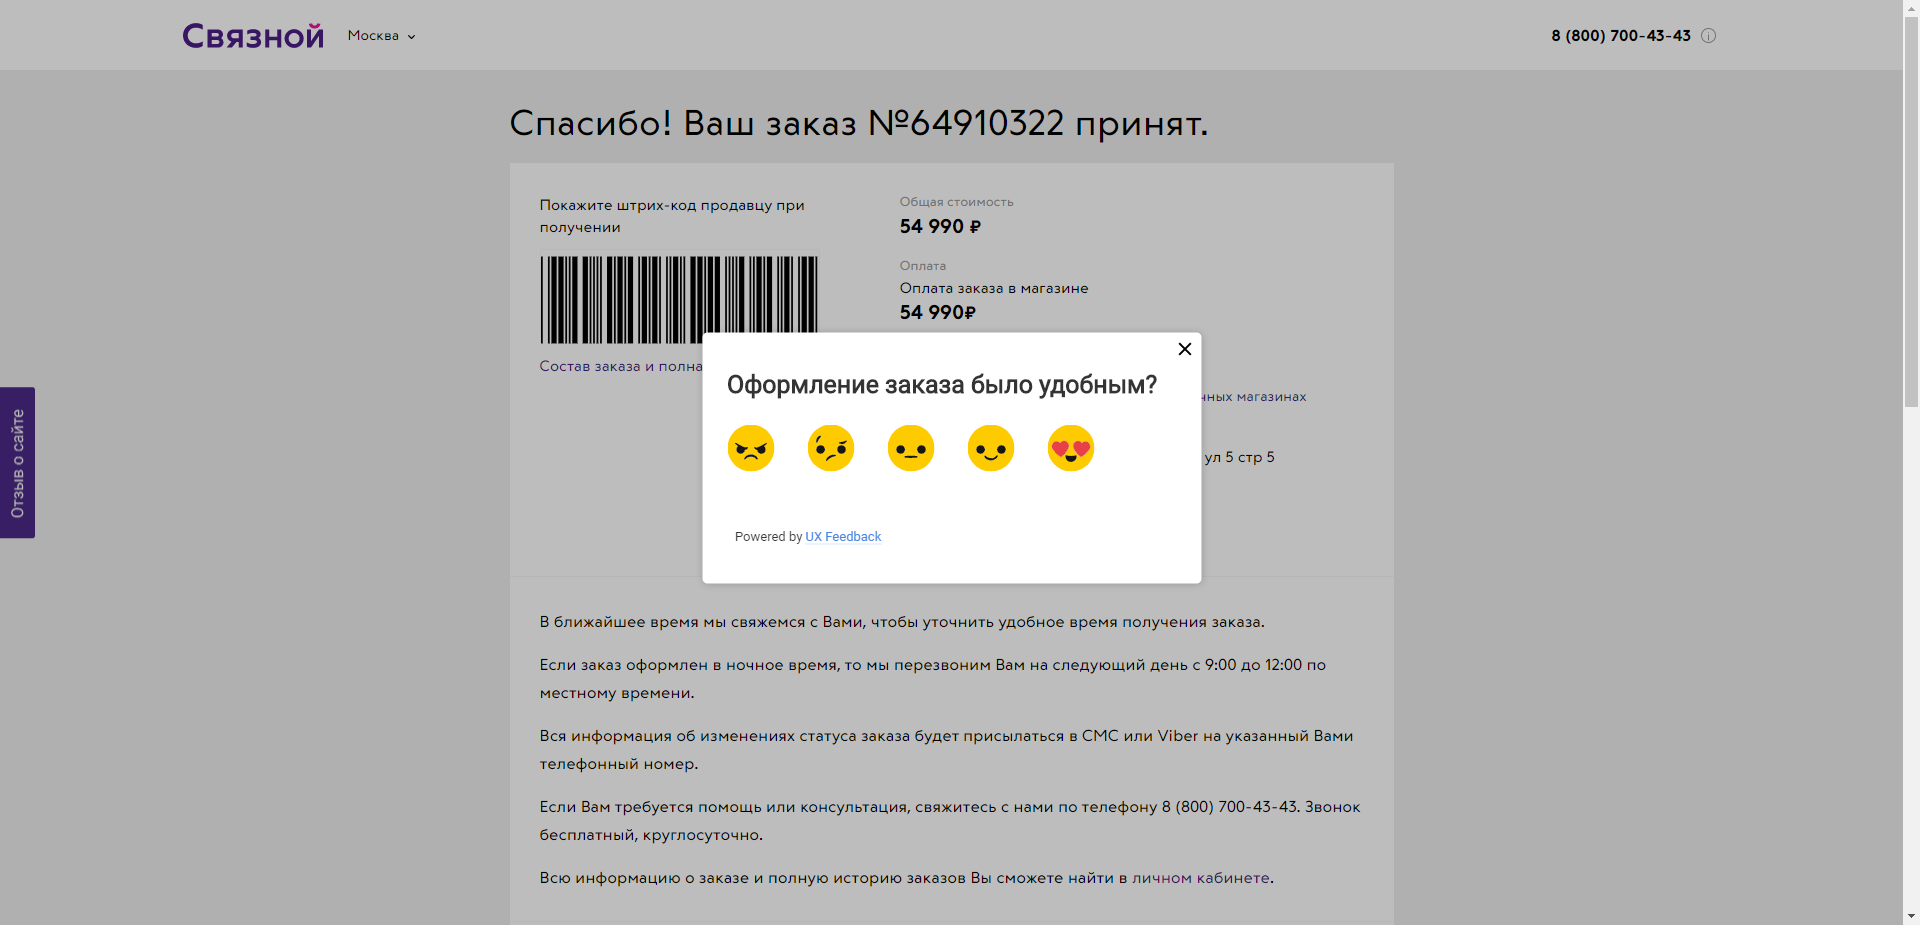 Связной
Москва
8 (800) 700-43-43
Спасибо! Ваш заказ №64910322 принят.
Покажите штрих-код продавцу при
получении
Состав заказа и полна
Общая стоимость
54 990 ₽
Оплата
Оплата заказа в магазине
54 990₽
чных магазинах
ул 5 стр 5
Оформление заказа было удобным?
Powered by UX Feedback
Отзыв о сайте
В ближайшее время мы свяжемся с Вами, чтобы уточнить удобное время получения заказа.
Если заказ оформлен в ночное время, то мы перезвоним Вам на следующий день с 9:00 до 12:00 по
местному времени.
Вся информация об изменениях статуса заказа будет присылаться в СМС или Viber на указанный Вами
телефонный номер.
Если Вам требуется помощь или консультация, свяжитесь с нами по телефону 8 (800) 700-43-43. Звонок
бесплатный, круглосуточно.
Всю информацию о заказе и полную историю заказов Вы сможете найти в личном кабинете.